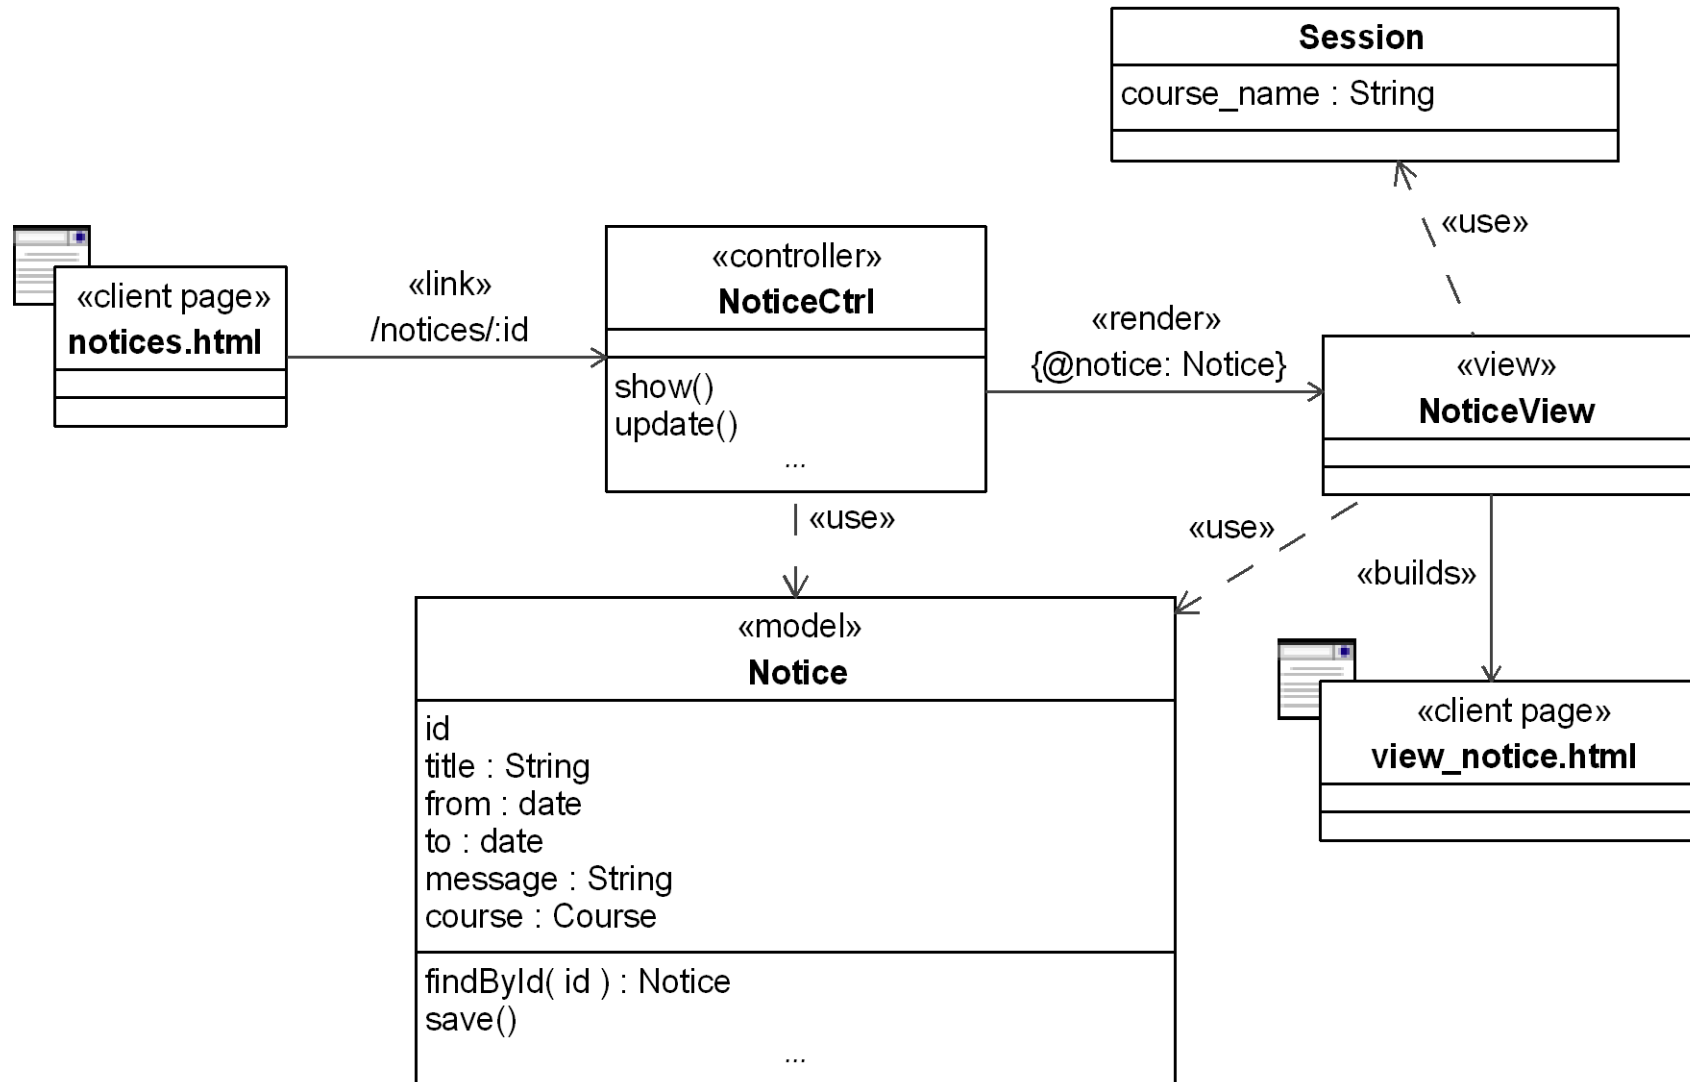 Session
course_name : String
«use»
«client page»
notices.html
«link»
/notices/:id
«controller»
NoticeCtrl
show()
update()
...
«render»
{@notice: Notice}
«view»
NoticeView
«use»
«use»
«builds»
«model»
Notice
id
title : String
from : date
to : date
message : String
course : Course
findById( id ) : Notice
save()
...
«client page»
view_notice.html